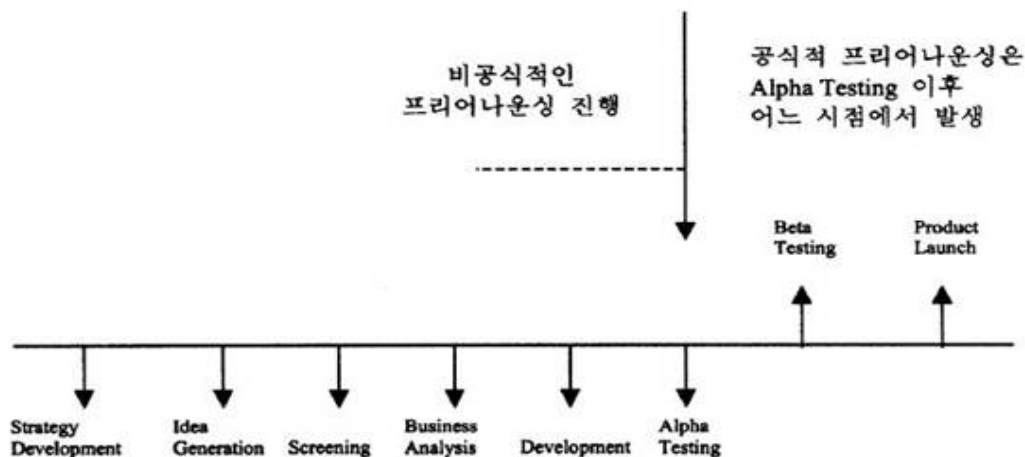 비공식적인
프리어나운싱 진행
공식적 프리어나운싱은
Alpha Testing 이후
어느 시점에서 발생
Beta
Testing
Product
Launch
Strategy
Development
Idea
Generation
Screening
Business
Analysis
Development
Alpha
Testing